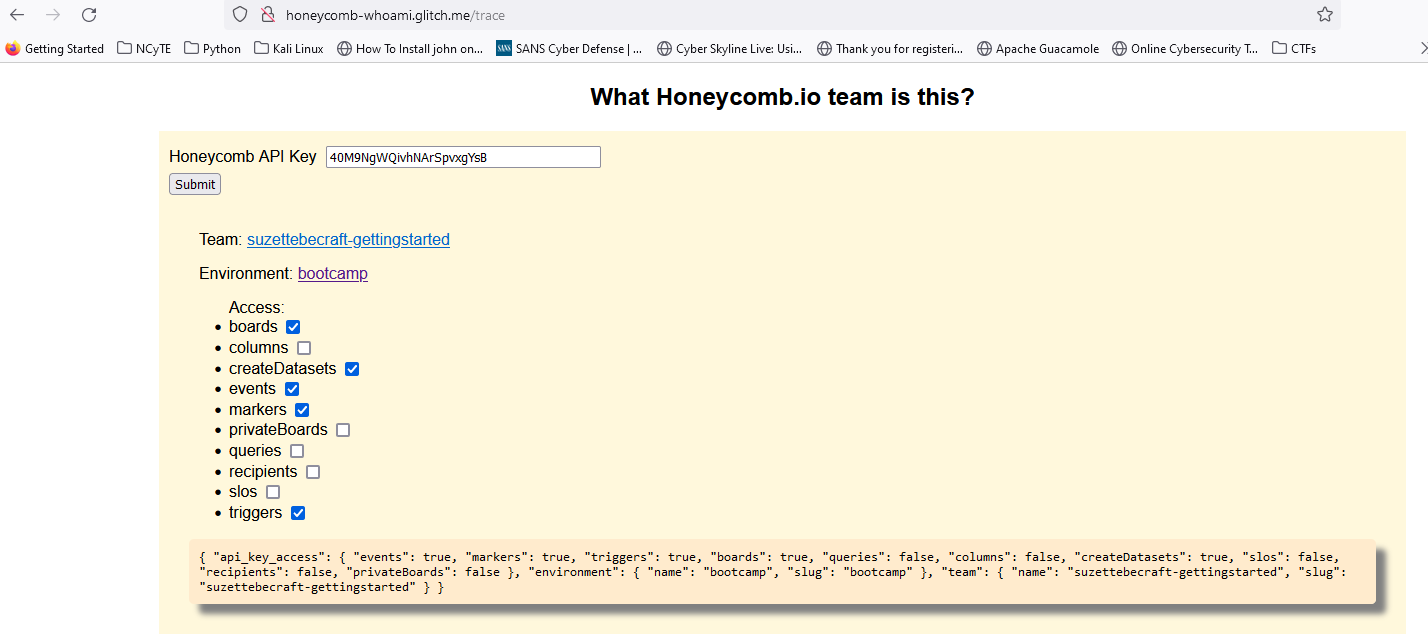 honeycomb-whoami.glitch.me/trace
Getting Started NCyTE Python Kali Linux How To Install john on... SANS SANS Cyber Defense | ... Cyber Skyline Live: Usi... Thank you for registeri... Apache Guacamole Online Cybersecurity T... CTFs
What Honeycomb.io team is this?
Honeycomb API Key 40M9NgWQivhNArSpvxgYsB
Submit
Team: suzettebecraft-gettingstarted
Environment: bootcamp
Access:
boards
columns
createDatasets
events
markers
privateBoards
queries
recipients
slos
triggers
{ "api_key_access": { "events": true, "markers": true, "triggers": true, "boards": true, "queries": false, "columns": false, "createDatasets": true, "slos": false,
"recipients": false, "privateBoards": false }, "environment": { "name": "bootcamp", "slug": "bootcamp" }, "team": { "name": "suzettebecraft-gettingstarted", "slug":
"suzettebecraft-gettingstarted" } }